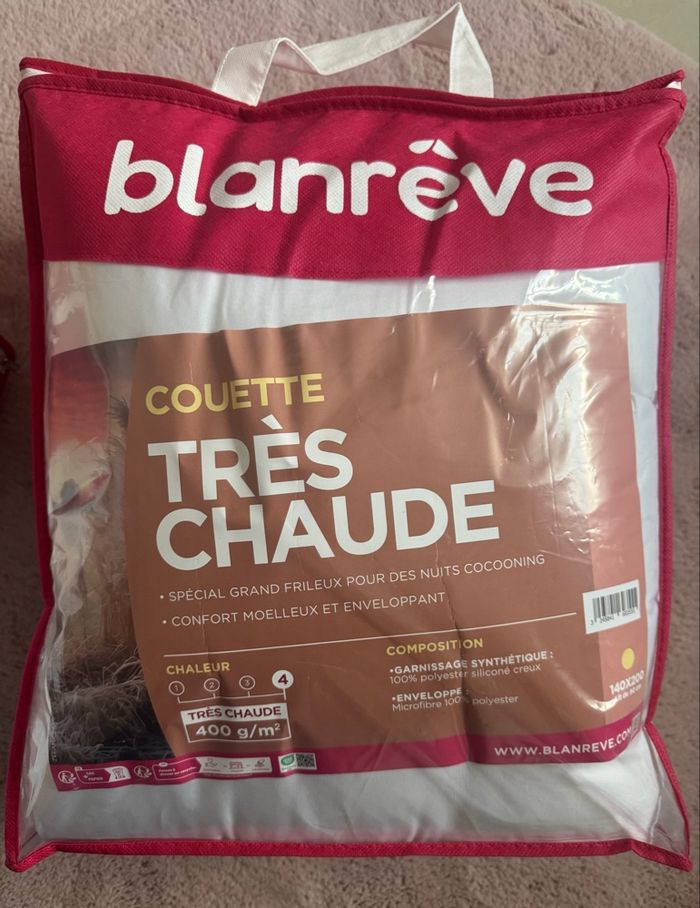 blanrêve
COUETTE
TRÈS
CHAUDE
• SPÉCIAL GRAND FRILEUX POUR DES NUITS COCOONING
• CONFORT MOELLEUX ET ENVELOPPANT
CHALEUR
1 2 3 4
TRÈS CHAUDE
400 g/m²
COMPOSITION
•GARNISSAGE SYNTHÉTIQUE :
100% polyester siliconé creux
•ENVELOPPE :
Microfibre 100% polyester
140X200
WWW.BLANREVE.COM